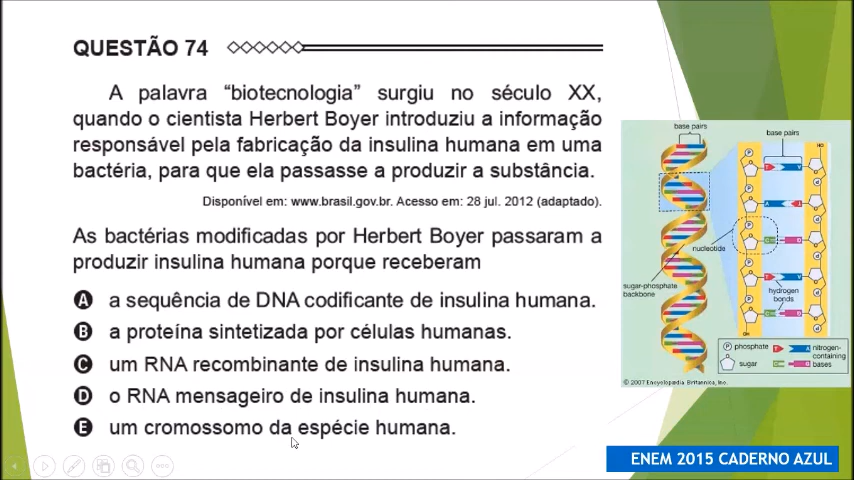 QUESTÃO 74
A palavra “biotecnologia” surgiu no século XX,
quando o cientista Herbert Boyer introduziu a informação
responsável pela fabricação da insulina humana em uma
bactéria, para que ela passasse a produzir a substância.
Disponível em: www.brasil.gov.br. Acesso em: 28 jul. 2012 (adaptado).
As bactérias modificadas por Herbert Boyer passaram a
produzir insulina humana porque receberam
A a sequência de DNA codificante de insulina humana.
B a proteína sintetizada por células humanas.
C um RNA recombinante de insulina humana.
D o RNA mensageiro de insulina humana.
E um cromossomo da espécie humana.
base pairs
base pairs
HO
nucleotide
sugar-phosphate
backbone
hydrogen
bonds
OH
P phosphate
sugar
T A nitrogen-
containing
C G bases
© 2007 Encyclopædia Britannica, Inc.
ENEM 2015 CADERNO AZUL